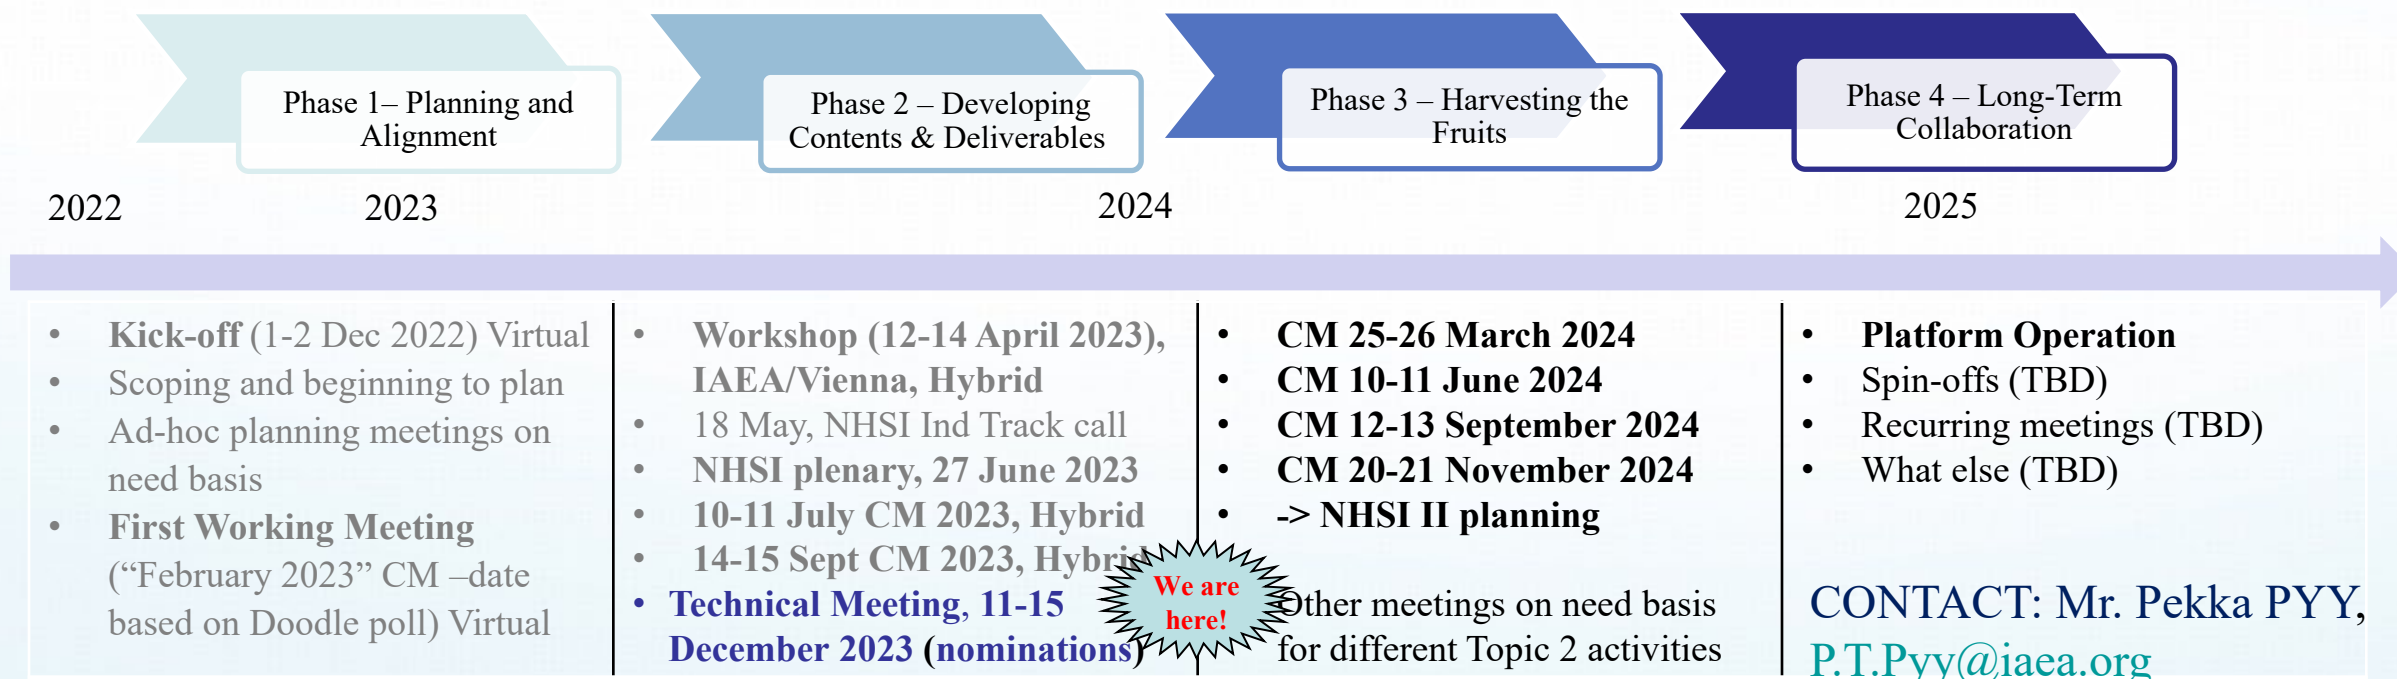 Phase 1– Planning and
Alignment
Phase 2 – Developing
Contents & Deliverables
Phase 3 – Harvesting the
Fruits
Phase 4 – Long-Term
Collaboration
2022
2023
2024
2025
• Kick-off (1-2 Dec 2022) Virtual
• Scoping and beginning to plan
• Ad-hoc planning meetings on
need basis
• First Working Meeting
(“February 2023” CM –date
based on Doodle poll) Virtual
• Workshop (12-14 April 2023),
IAEA/Vienna, Hybrid
• 18 May, NHSI Ind Track call
• NHSI plenary, 27 June 2023
• 10-11 July CM 2023, Hybrid
• 14-15 Sept CM 2023, Hybrid
• Technical Meeting, 11-15
December 2023 (nominations)
We are
here!
• CM 25-26 March 2024
• CM 10-11 June 2024
• CM 12-13 September 2024
• CM 20-21 November 2024
• -> NHSI II planning
Other meetings on need basis
for different Topic 2 activities
• Platform Operation
• Spin-offs (TBD)
• Recurring meetings (TBD)
• What else (TBD)
CONTACT: Mr. Pekka PYY,
P.T.Pyy@iaea.org